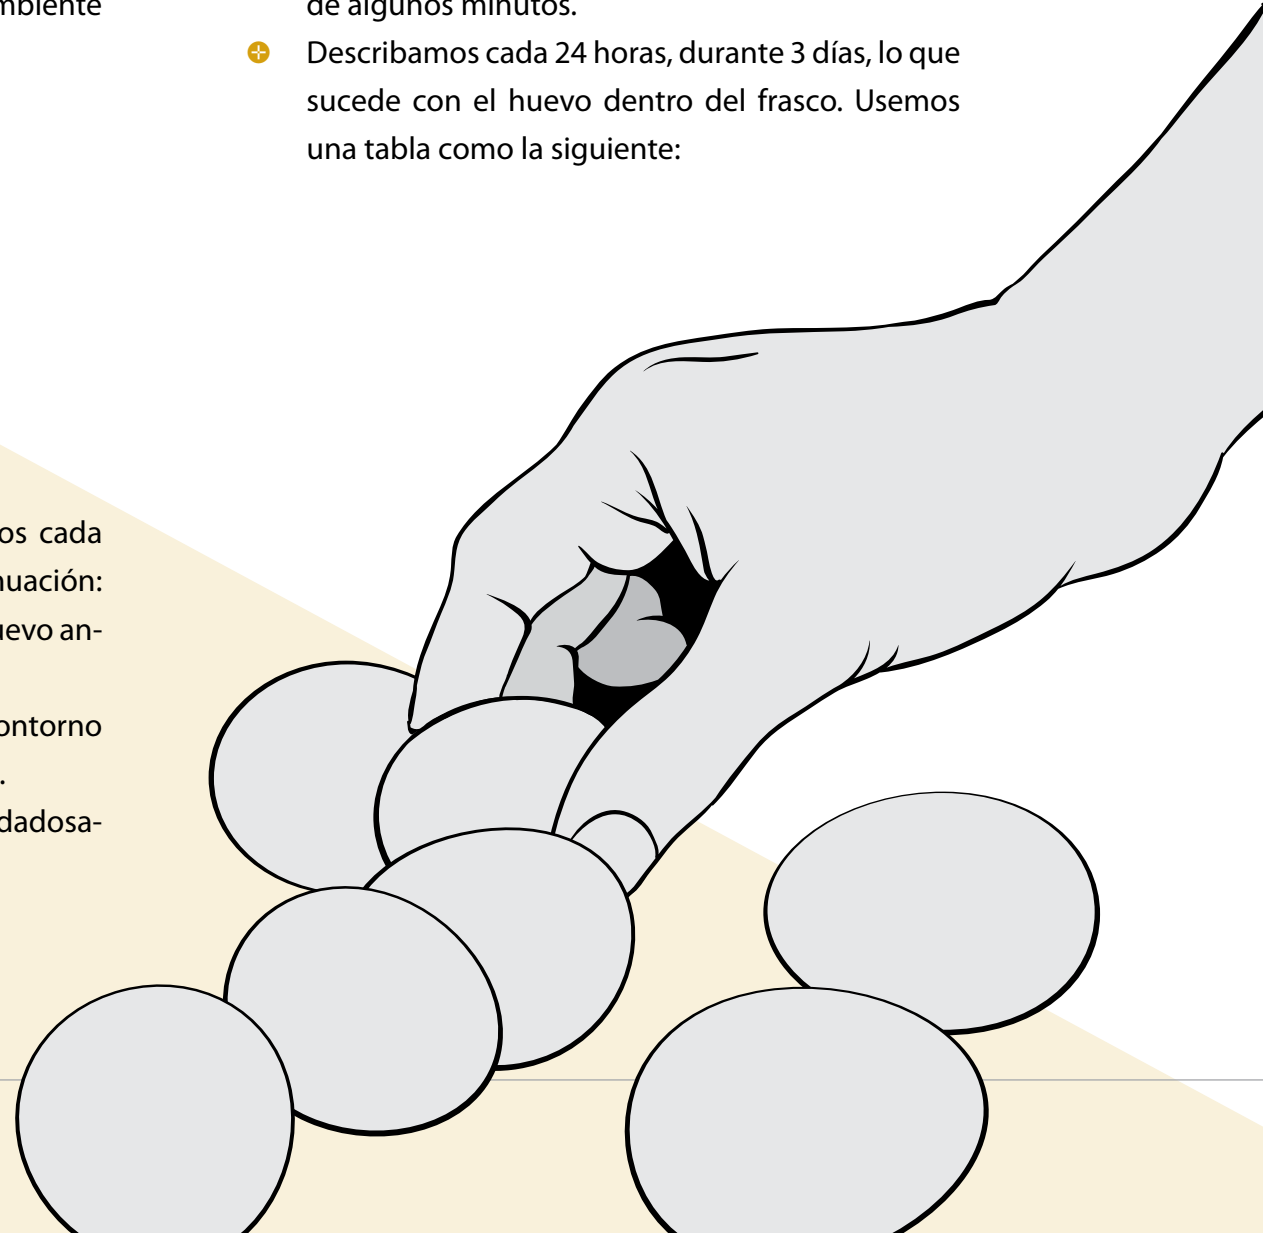 mbiente
os cada
nuación:
uevo an-
ontorno
.
dadosa-
de algunos minutos.
Describamos cada 24 horas, durante 3 días, lo que
sucede con el huevo dentro del frasco. Usemos
una tabla como la siguiente: